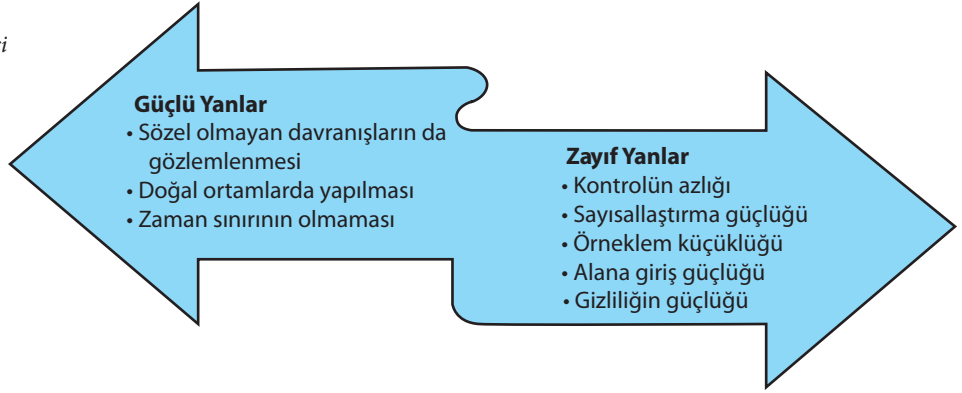 Güçlü Yanlar
• Sözel olmayan davranışların da
gözlemlenmesi
• Doğal ortamlarda yapılması
• Zaman sınırının olmaması
Zayıf Yanlar
• Kontrolün azlığı
• Sayısallaştırma güçlüğü
• Örneklem küçüklüğü
• Alana giriş güçlüğü
• Gizliliğin güçlüğü